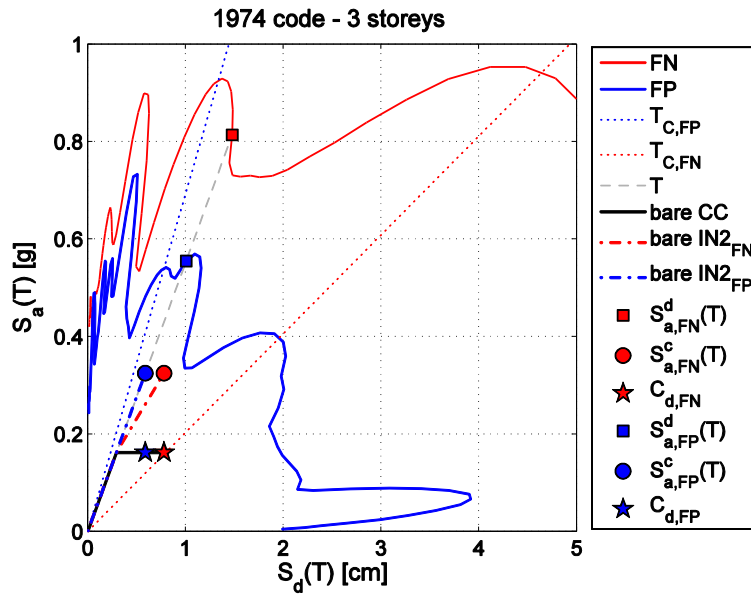 1974 code - 3 storeys
S_a(T) [g]
1
0.8
0.6
0.4
0.2
0
0 1 2 3 4 5
S_d(T) [cm]
FN
FP
T_C,FP
T_C,FN
T
bare CC
bare IN2_FN
bare IN2_FP
S^d_a,FN(T)
S^c_a,FN(T)
C_d,FN
S^d_a,FP(T)
S^c_a,FP(T)
C_d,FP